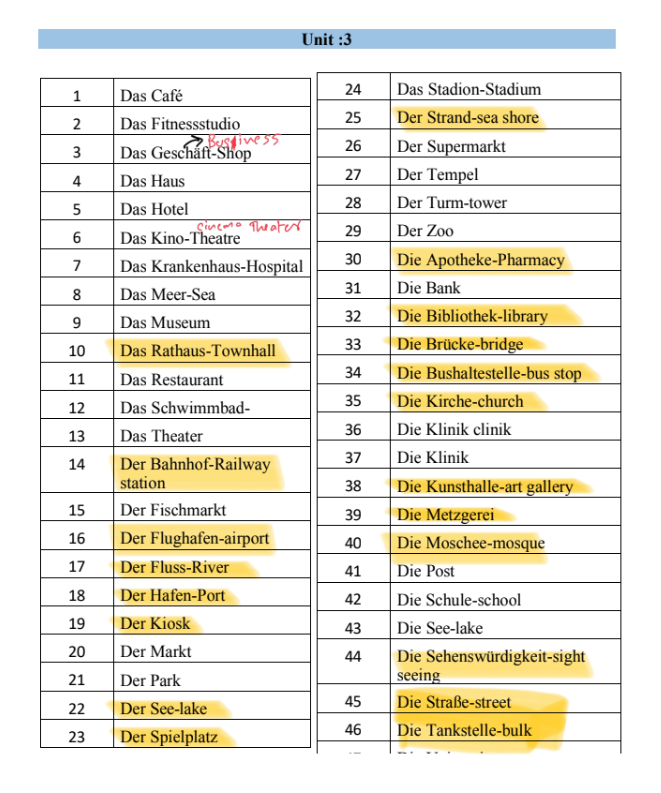 Unit :3
1 Das Café
2 Das Fitnessstudio
Bussiness
3 Das Geschäft-Shop
4 Das Haus
5 Das Hotel
cinema Theater
6 Das Kino-Theatre
7 Das Krankenhaus-Hospital
8 Das Meer-Sea
9 Das Museum
10 Das Rathaus-Townhall
11 Das Restaurant
12 Das Schwimmbad-
13 Das Theater
14 Der Bahnhof-Railway
station
15 Der Fischmarkt
16 Der Flughafen-airport
17 Der Fluss-River
18 Der Hafen-Port
19 Der Kiosk
20 Der Markt
21 Der Park
22 Der See-lake
23 Der Spielplatz
24 Das Stadion-Stadium
25 Der Strand-sea shore
26 Der Supermarkt
27 Der Tempel
28 Der Turm-tower
29 Der Zoo
30 Die Apotheke-Pharmacy
31 Die Bank
32 Die Bibliothek-library
33 Die Brücke-bridge
34 Die Bushaltestelle-bus stop
35 Die Kirche-church
36 Die Klinik clinik
37 Die Klinik
38 Die Kunsthalle-art gallery
39 Die Metzgerei
40 Die Moschee-mosque
41 Die Post
42 Die Schule-school
43 Die See-lake
44 Die Sehenswürdigkeit-sight
seeing
45 Die Straße-street
46 Die Tankstelle-bulk